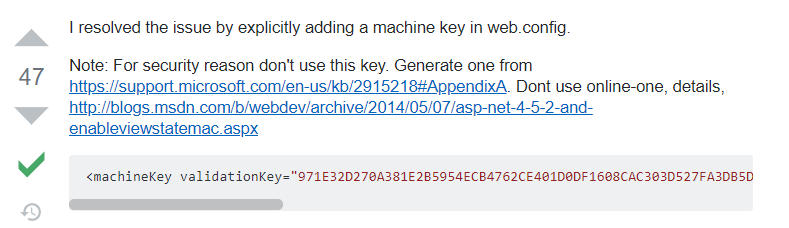 I resolved the issue by explicitly adding a machine key in web.config.
47
Note: For security reason don't use this key. Generate one from
https://support.microsoft.com/en-us/kb/2915218#AppendixA. Dont use online-one, details,
http://blogs.msdn.com/b/webdev/archive/2014/05/07/asp-net-4-5-2-and-
enableviewstatemac.aspx
<machineKey validationKey="971E32D270A381E2B5954ECB4762CE401D0DF1608CAC303D527FA3DB5D